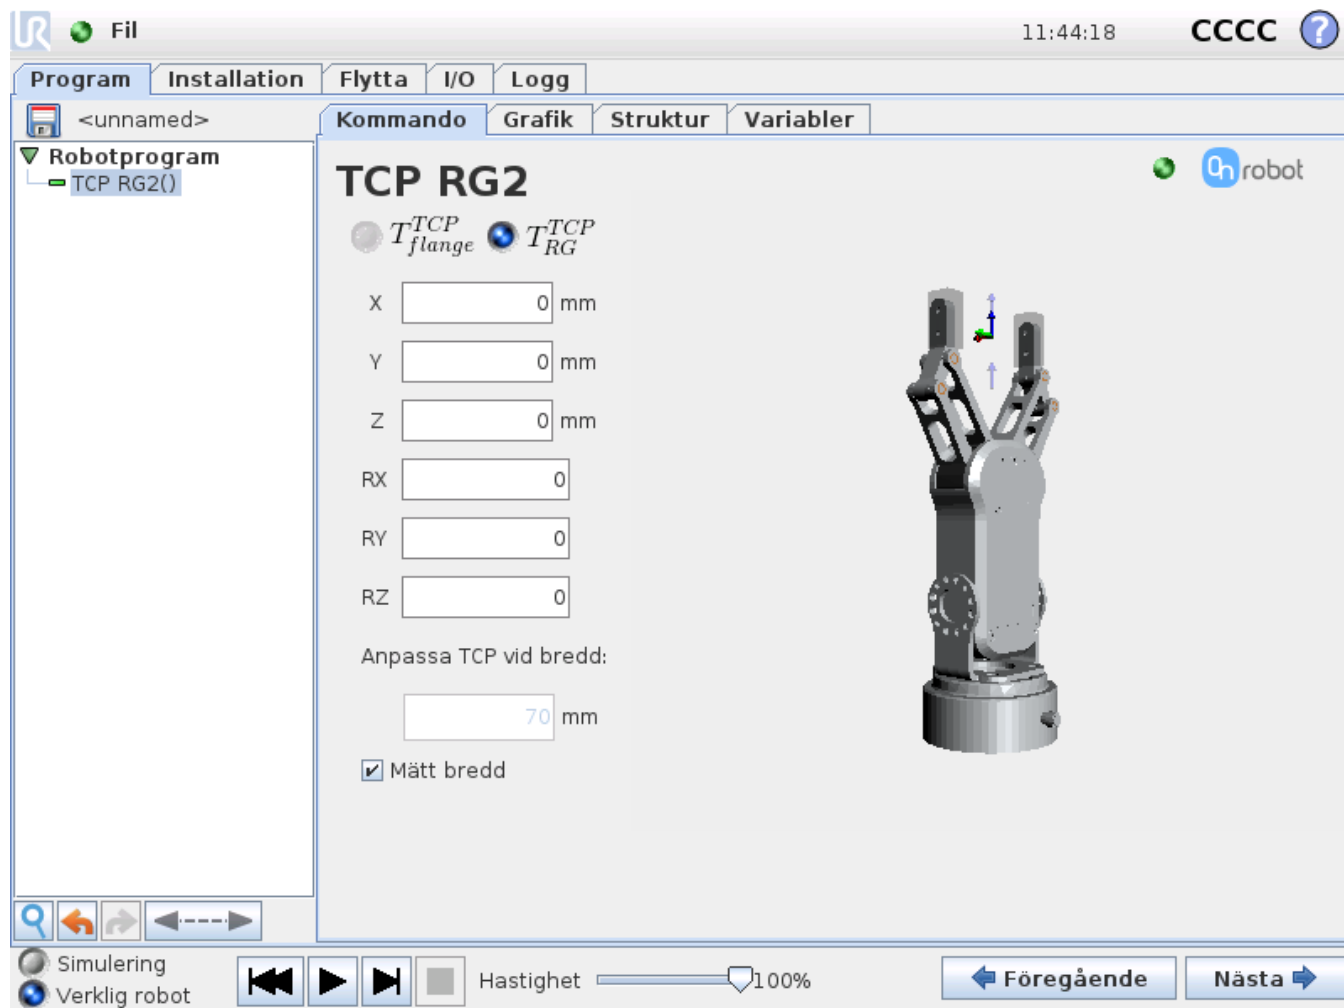 UR Fil 11:44:18 CCCC ?
Program Installation Flytta I/O Logg
<unnamed> Kommando Grafik Struktur Variabler
Robotprogram
TCP RG2()
TCP RG2
On robot
T^{TCP}_{flange} T^{TCP}_{RG}
X 0 mm
Y 0 mm
Z 0 mm
RX 0
RY 0
RZ 0
Anpassa TCP vid bredd:
70 mm
Mätt bredd
Simulering
Verklig robot
Hastighet 100%
Föregående Nästa